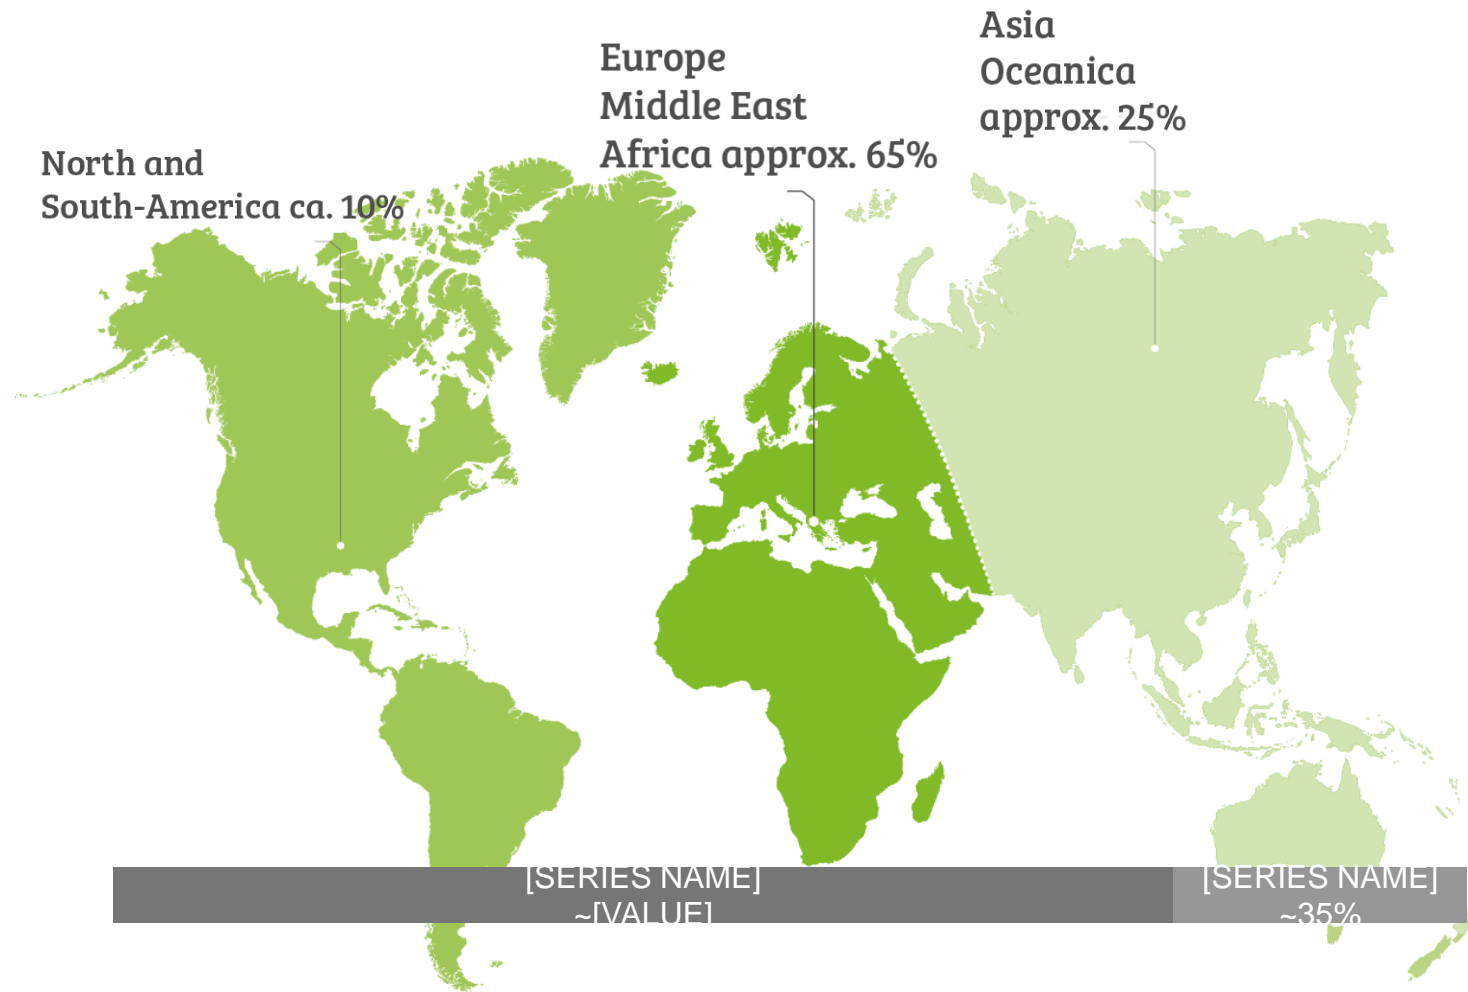 North and
South-America ca. 10%
Europe
Middle East
Africa approx. 65%
Asia
Oceanica
approx. 25%
[SERIES NAME]
~[VALUE]
[SERIES NAME]
~35%